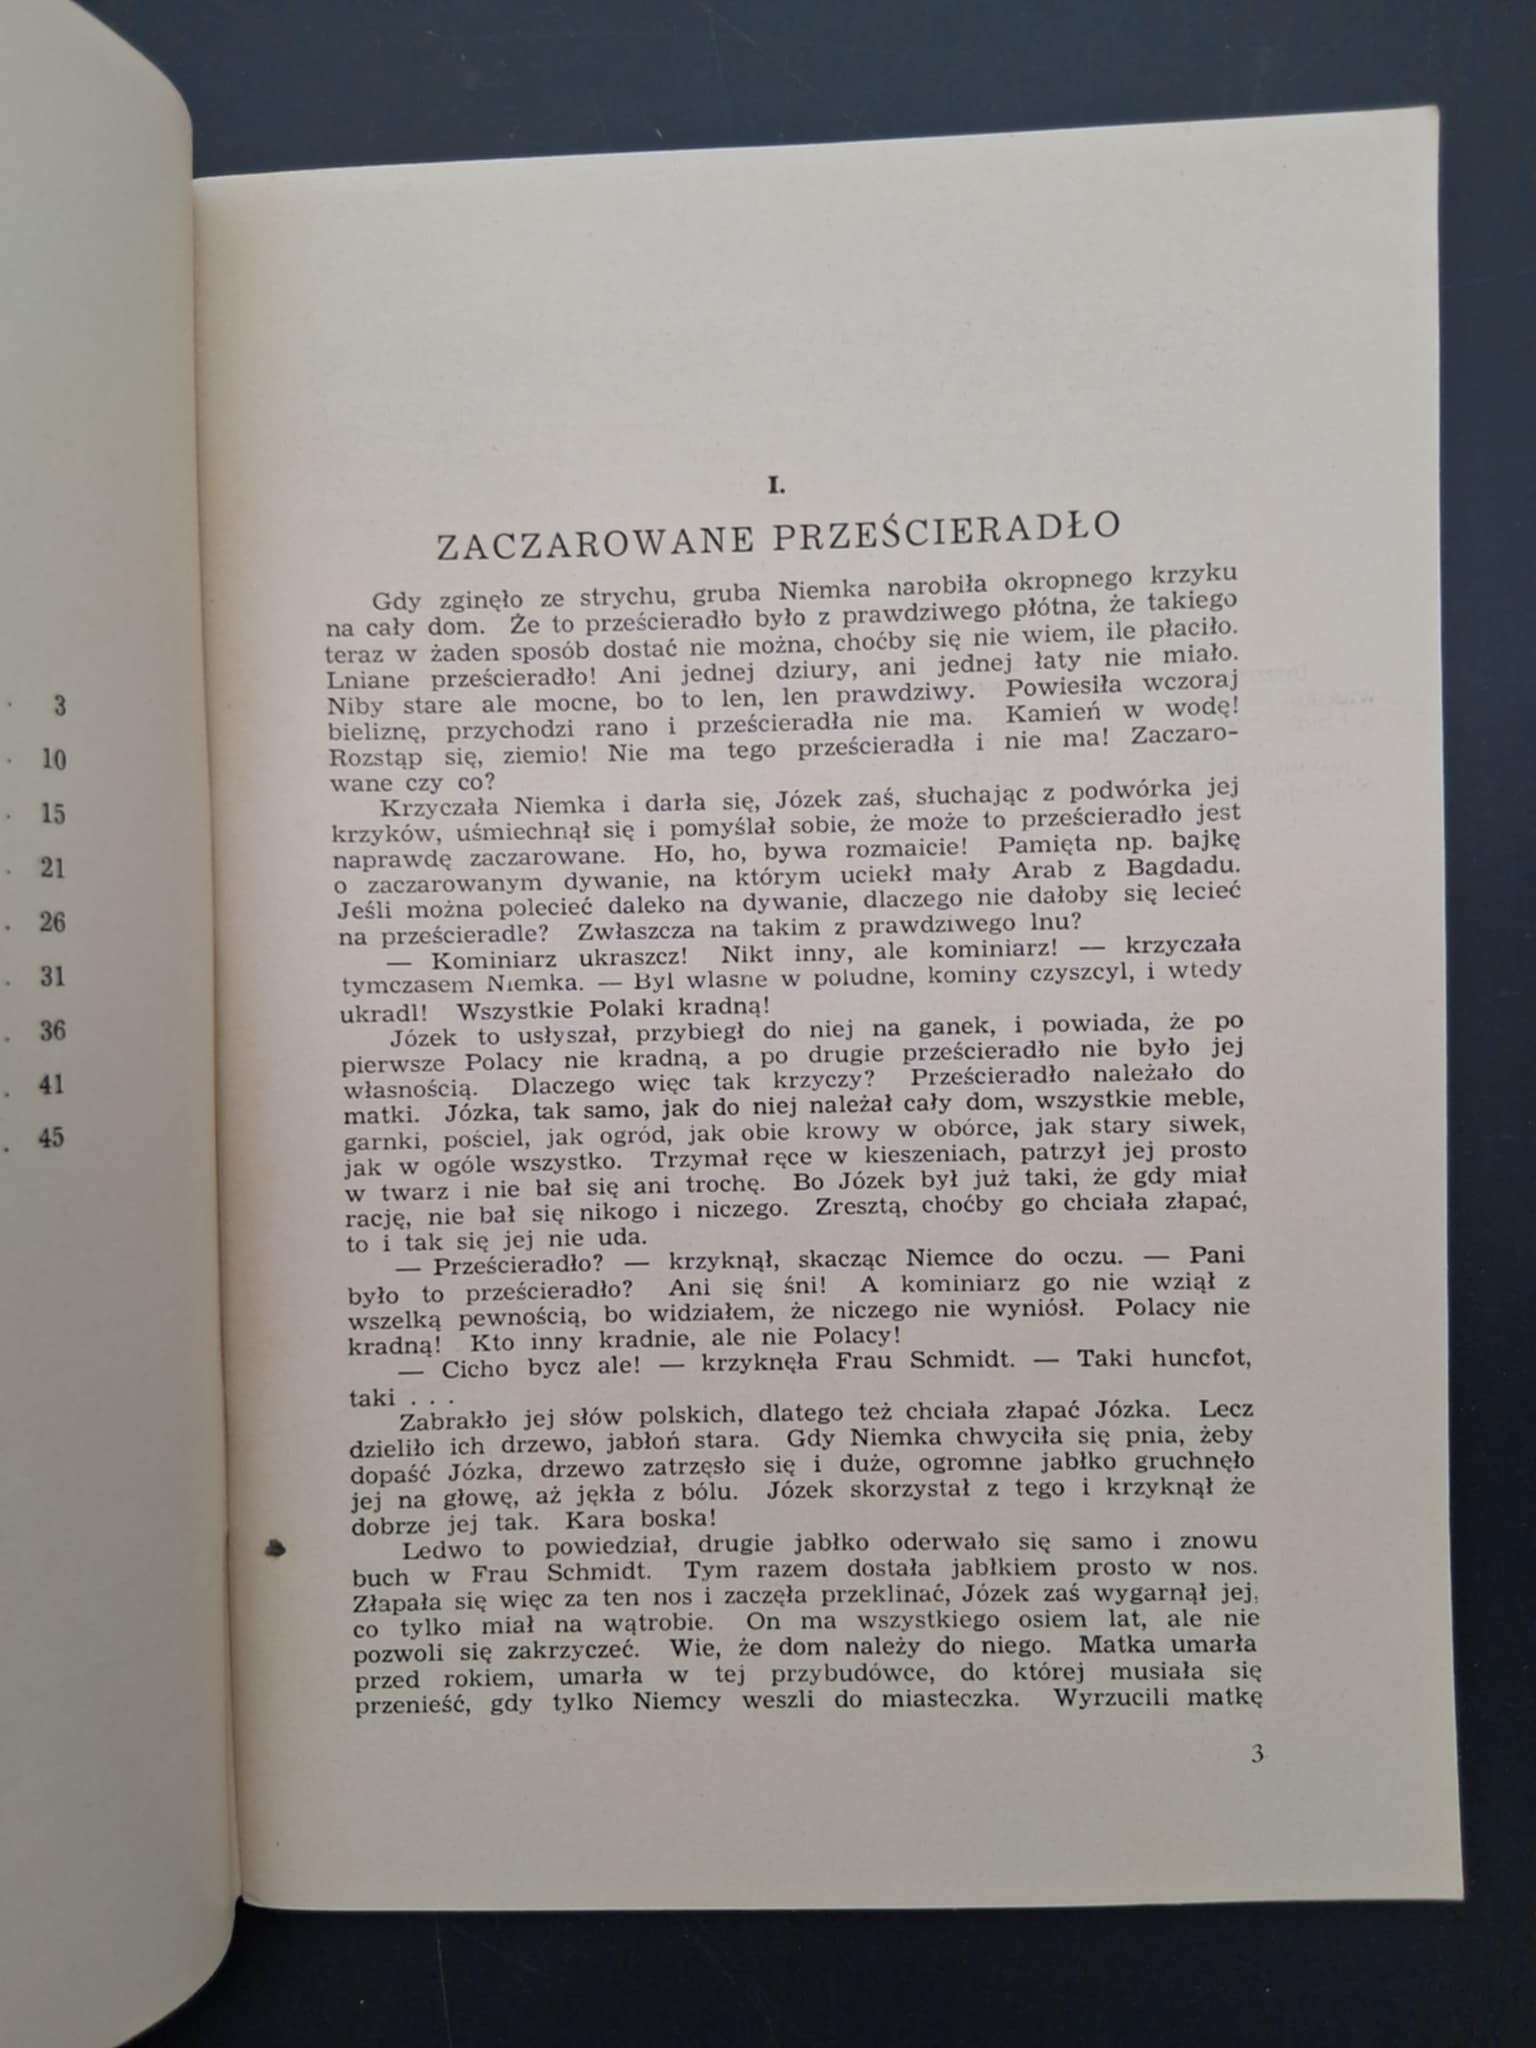 3
10
15
21
26
31
36
41
45
I.
ZACZAROWANE PRZEŚCIERADŁO
Gdy zginęło ze strychu, gruba Niemka narobiła okropnego krzyku
na cały dom. Że to prześcieradło było z prawdziwego płótna, że takiego
teraz w żaden sposób dostać nie można, choćby się nie wiem, ile płaciło.
Lniane prześcieradło! Ani jednej dziury, ani jednej łaty nie miało.
Niby stare ale mocne, bo to len, len prawdziwy. Powiesiła wczoraj
bieliznę, przychodzi rano i prześcieradła nie ma. Kamień w wodę!
Rozstąp się, ziemio! Nie ma tego prześcieradła i nie ma! Zaczaro-
wane czy co?
Krzyczała Niemka i darła się, Józek zaś, słuchając z podwórka jej
krzyków, uśmiechnął się i pomyślał sobie, że może to prześcieradło jest
naprawdę zaczarowane. Ho, ho, bywa rozmaicie! Pamięta np. bajkę
o zaczarowanym dywanie, na którym uciekł mały Arab z Bagdadu.
Jeśli można polecieć daleko na dywanie, dlaczego nie dałoby się lecieć
na prześcieradle? Zwłaszcza na takim z prawdziwego lnu?
— Kominiarz ukraszcz! Nikt inny, ale kominiarz! — krzyczała
tymczasem Niemka. — Byl wlasne w poludne, kominy czyszcyl, i wtedy
ukradl! Wszystkie Polaki kradną!
Józek to usłyszał, przybiegł do niej na ganek, i powiada, że po
pierwsze Polacy nie kradną, a po drugie prześcieradło nie było jej
własnością. Dlaczego więc tak krzyczy? Prześcieradło należało do
matki. Józka, tak samo, jak do niej należał cały dom, wszystkie meble,
garnki, pościel, jak ogród, jak obie krowy w obórce, jak stary siwek,
jak w ogóle wszystko. Trzymał ręce w kieszeniach, patrzył jej prosto
w twarz i nie bał się ani trochę. Bo Józek był już taki, że gdy miał
rację, nie bał się nikogo i niczego. Zresztą, choćby go chciała złapać,
to i tak się jej nie uda.
— Prześcieradło? — krzyknął, skacząc Niemce do oczu. — Pani
było to prześcieradło? Ani się śni! A kominiarz go nie wziął z
wszelką pewnością, bo widziałem, że niczego nie wyniósł. Polacy nie
kradną! Kto inny kradnie, ale nie Polacy!
— Cicho bycz ale! — krzyknęła Frau Schmidt. — Taki huncfot,
taki . . .
Zabrakło jej słów polskich, dlatego też chciała złapać Józka. Lecz
dzieliło ich drzewo, jabłoń stara. Gdy Niemka chwyciła się pnia, żeby
dopaść Józka, drzewo zatrzęsło się i duże, ogromne jabłko gruchnęło
jej na głowę, aż jękła z bólu. Józek skorzystał z tego i krzyknął że
dobrze jej tak. Kara boska!
Ledwo to powiedział, drugie jabłko oderwało się samo i znowu
buch w Frau Schmidt. Tym razem dostała jabłkiem prosto w nos.
Złapała się więc za ten nos i zaczęła przeklinać, Józek zaś wygarnął jej,
co tylko miał na wątrobie. On ma wszystkiego osiem lat, ale nie
pozwoli się zakrzyczeć. Wie, że dom należy do niego. Matka umarła
przed rokiem, umarła w tej przybudówce, do której musiała się
przenieść, gdy tylko Niemcy weszli do miasteczka. Wyrzucili matkę
3